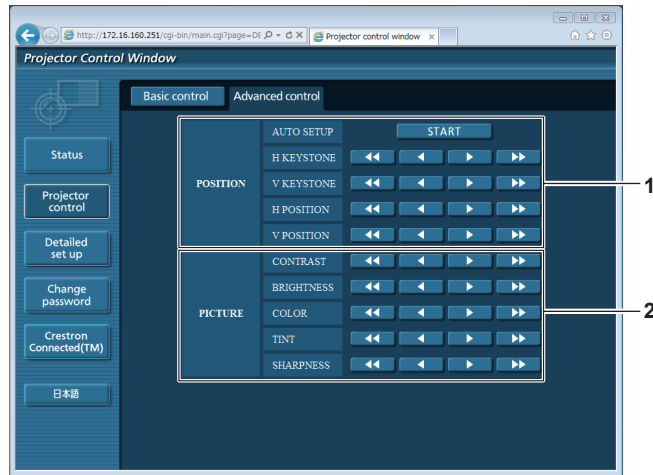 http://172.16.160.251/cgi-bin/main.cgi?page=DE
Projector control window
Projector Control Window
Basic control
Advanced control
Status
Projector control
Detailed set up
Change password
Crestron Connected(TM)
日本語
POSITION
AUTO SETUP START
H KEYSTONE
V KEYSTONE
H POSITION
V POSITION
1
PICTURE
CONTRAST
BRIGHTNESS
COLOR
TINT
SHARPNESS
2